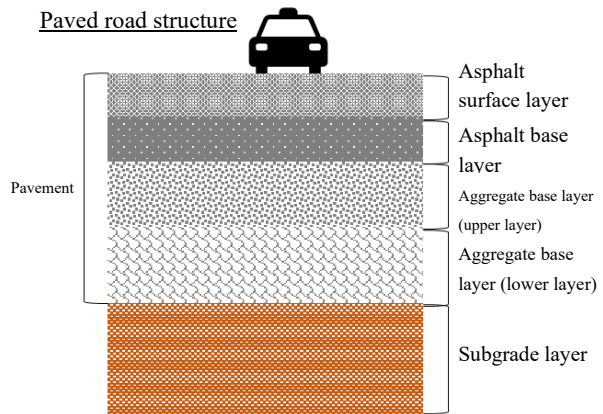 Paved road structure
Asphalt
surface layer
Asphalt base
layer
Pavement
Aggregate base layer
(upper layer)
Aggregate base
layer (lower layer)
Subgrade layer